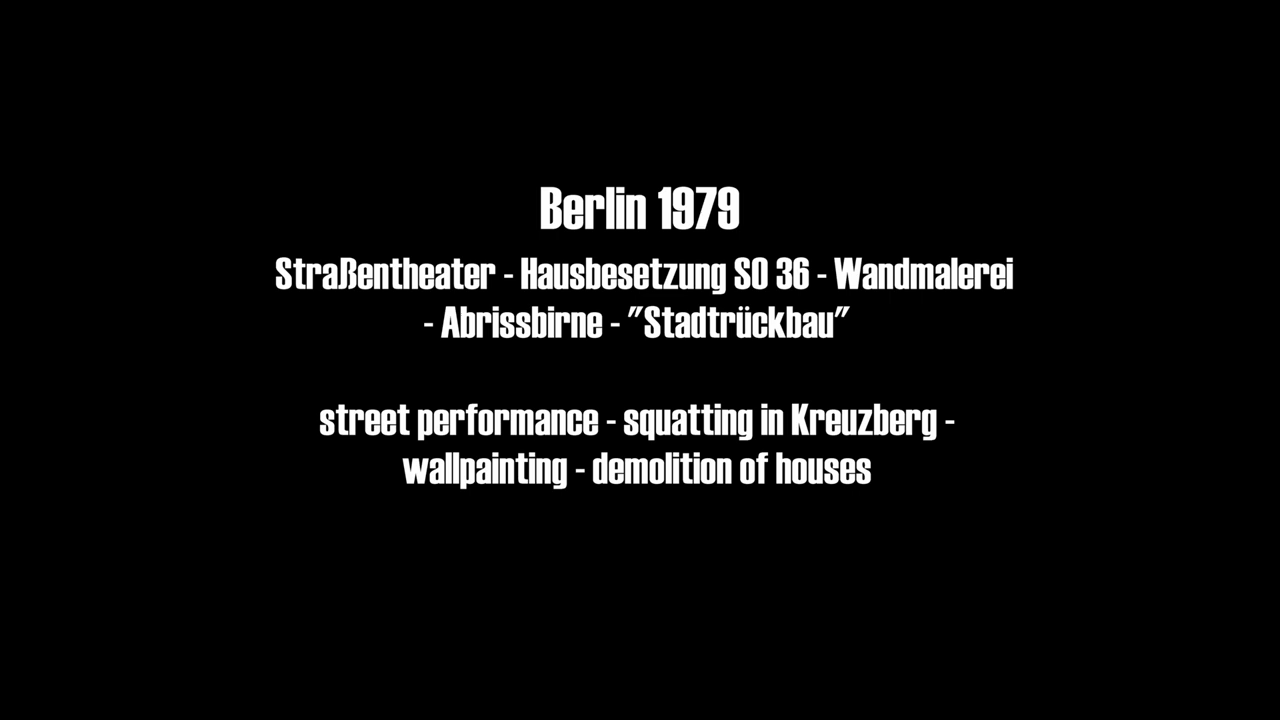 Berlin 1979
Straßentheater - Hausbesetzung SO 36 - Wandmalerei
- Abrissbirne - "Stadtrückbau"
street performance - squatting in Kreuzberg -
wallpainting - demolition of houses